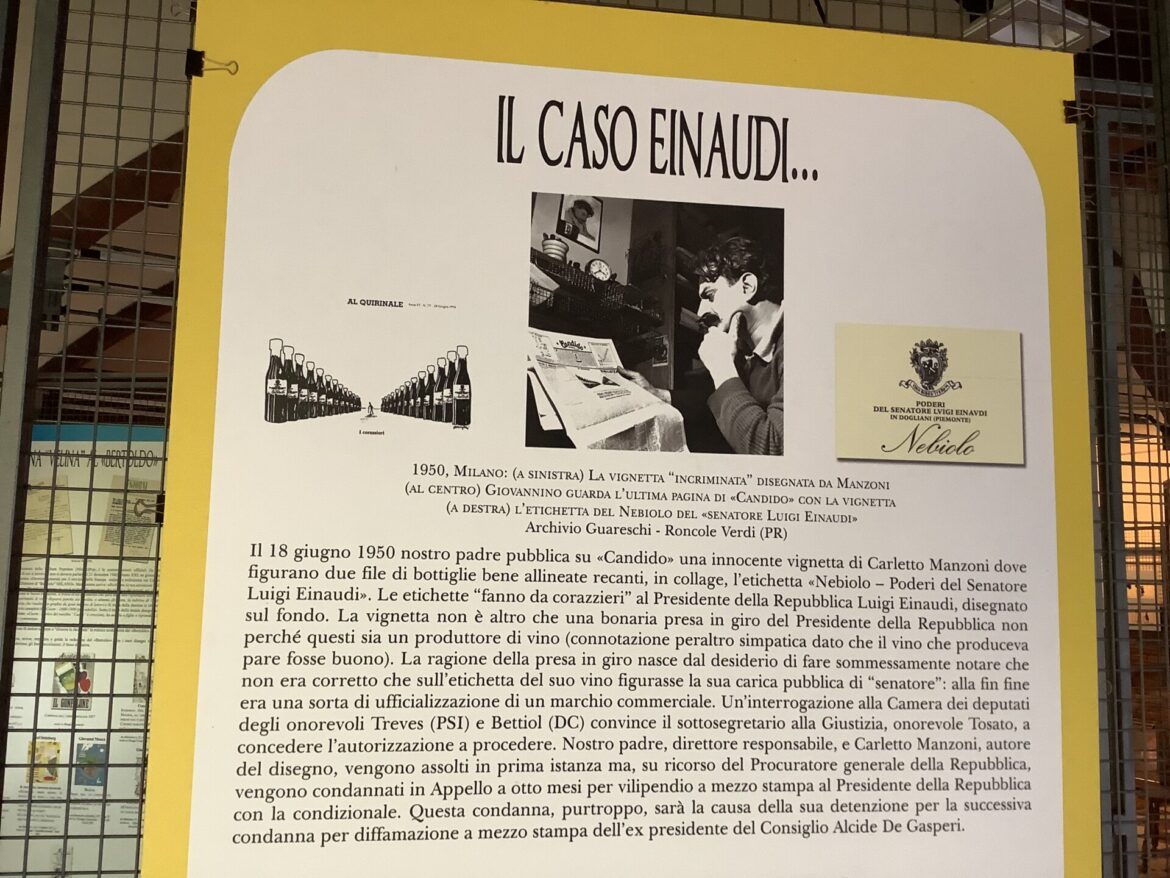 IL CASO EINAUDI...
AL QUIRINALE
I corazzieri
Candido
PODERI
DEL SENATORE LVIGI EINAVDI
IN DOGLIANI (PIEMONTE)
Nebiolo
1950, Milano: (a sinistra) La vignetta “incriminata” disegnata da Manzoni
(al centro) Giovannino guarda l’ultima pagina di «Candido» con la vignetta
(a destra) l’etichetta del Nebiolo del «senatore Luigi Einaudi»
Archivio Guareschi - Roncole Verdi (PR)
Il 18 giugno 1950 nostro padre pubblica su «Candido» una innocente vignetta di Carletto Manzoni dove
figurano due file di bottiglie bene allineate recanti, in collage, l’etichetta «Nebiolo – Poderi del Senatore
Luigi Einaudi». Le etichette “fanno da corazzieri” al Presidente della Repubblica Luigi Einaudi, disegnato
sul fondo. La vignetta non è altro che una bonaria presa in giro del Presidente della Repubblica non
perché questi sia un produttore di vino (connotazione peraltro simpatica dato che il vino che produceva
pare fosse buono). La ragione della presa in giro nasce dal desiderio di fare sommessamente notare che
non era corretto che sull’etichetta del suo vino figurasse la sua carica pubblica di “senatore”: alla fin fine
era una sorta di ufficializzazione di un marchio commerciale. Un’interrogazione alla Camera dei deputati
degli onorevoli Treves (PSI) e Bettiol (DC) convince il sottosegretario alla Giustizia, onorevole Tosato, a
concedere l’autorizzazione a procedere. Nostro padre, direttore responsabile, e Carletto Manzoni, autore
del disegno, vengono assolti in prima istanza ma, su ricorso del Procuratore generale della Repubblica,
vengono condannati in Appello a otto mesi per vilipendio a mezzo stampa al Presidente della Repubblica
con la condizionale. Questa condanna, purtroppo, sarà la causa della sua detenzione per la successiva
condanna per diffamazione a mezzo stampa dell’ex presidente del Consiglio Alcide De Gasperi.
"VELINA" AL «BERTOLDO»